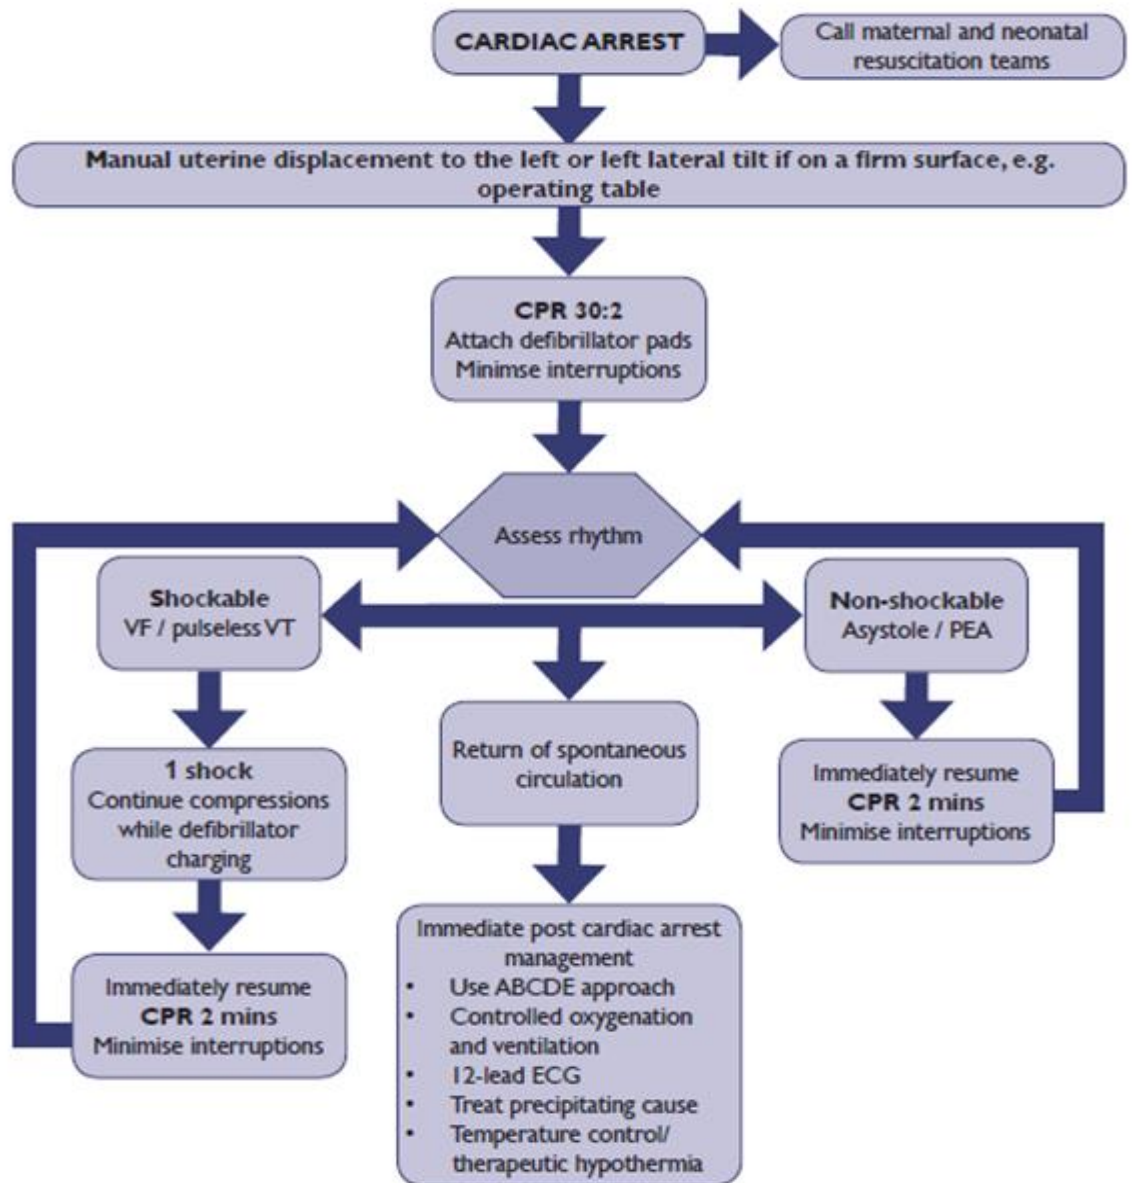 CARDIAC ARREST
Call maternal and neonatal
resuscitation teams
Manual uterine displacement to the left or left lateral tilt if on a firm surface, e.g.
operating table
CPR 30:2
Attach defibrillator pads
Minimse interruptions
Assess rhythm
Shockable
VF / pulseless VT
Non-shockable
Asystole / PEA
1 shock
Continue compressions
while defibrillator
charging
Return of spontaneous
circulation
Immediately resume
CPR 2 mins
Minimise interruptions
Immediately resume
CPR 2 mins
Minimise interruptions
Immediate post cardiac arrest
management
• Use ABCDE approach
• Controlled oxygenation
and ventilation
• 12-lead ECG
• Treat precipitating cause
• Temperature control/
therapeutic hypothermia